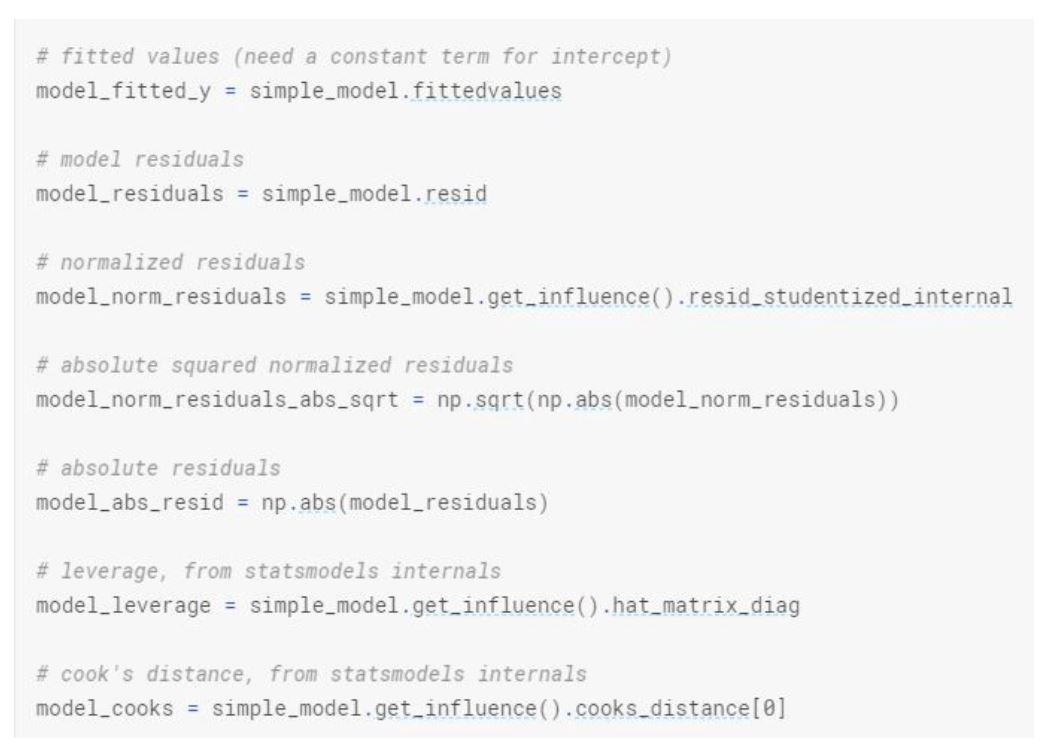 # fitted values (need a constant term for intercept)
model_fitted_y = simple_model.fittedvalues
# model residuals
model_residuals = simple_model.resid
# normalized residuals
model_norm_residuals = simple_model.get_influence().resid_studentized_internal
# absolute squared normalized residuals
model_norm_residuals_abs_sqrt = np.sqrt(np.abs(model_norm_residuals))
# absolute residuals
model_abs_resid = np.abs(model_residuals)
# leverage, from statsmodels internals
model_leverage = simple_model.get_influence().hat_matrix_diag
# cook's distance, from statsmodels internals
model_cooks = simple_model.get_influence().cooks_distance[0]